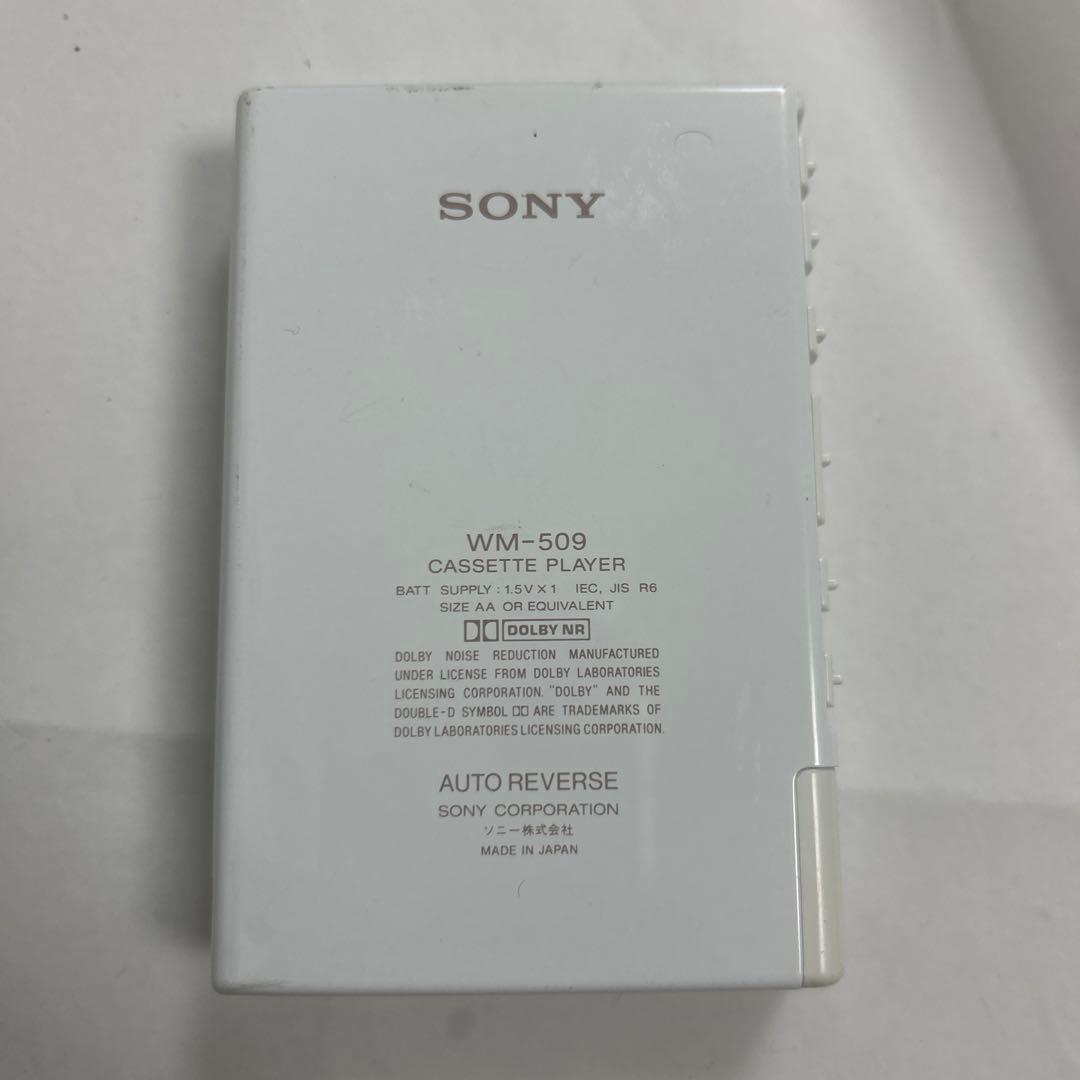 SONY
WM-509
CASSETTE PLAYER
BATT SUPPLY : 1.5V X 1 IEC, JIS R6
SIZE AA OR EQUIVALENT
DOLBY NR
DOLBY NOISE REDUCTION MANUFACTURED
UNDER LICENSE FROM DOLBY LABORATORIES
LICENSING CORPORATION. "DOLBY" AND THE
DOUBLE-D SYMBOL ARE TRADEMARKS OF
DOLBY LABORATORIES LICENSING CORPORATION.
AUTO REVERSE
SONY CORPORATION
ソニー株式会社
MADE IN JAPAN